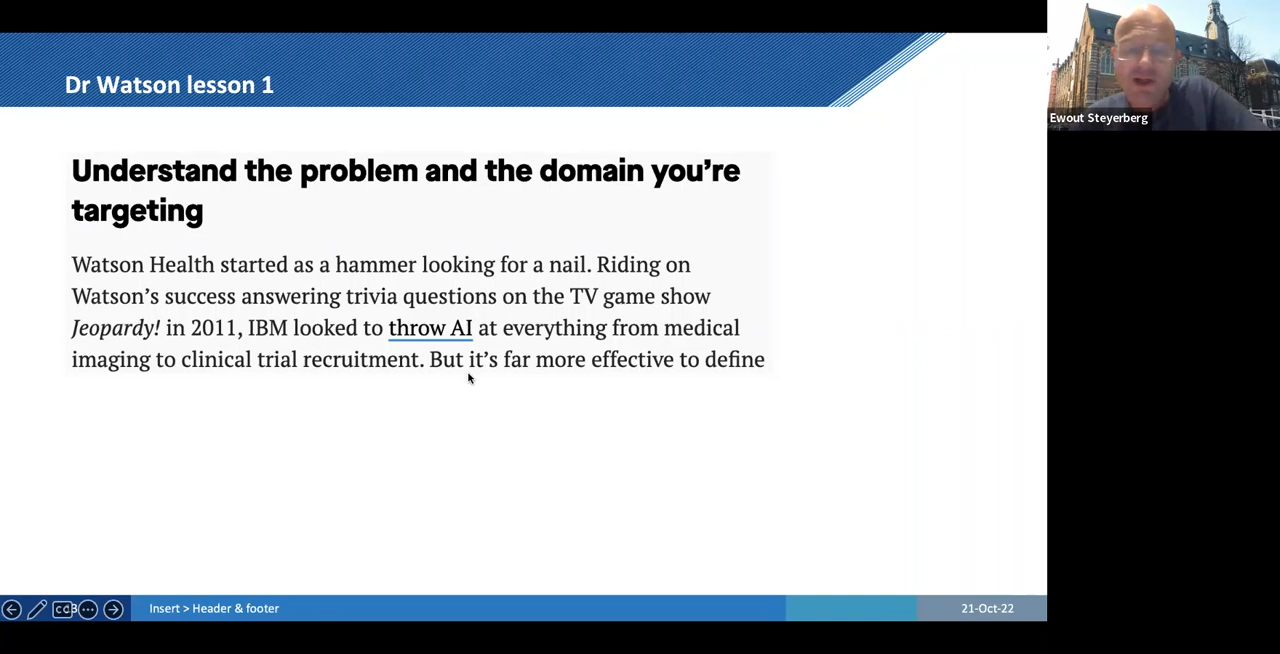 Dr Watson lesson 1
Ewout Steyerberg
Understand the problem and the domain you're
targeting
Watson Health started as a hammer looking for a nail. Riding on
Watson's success answering trivia questions on the TV game show
Jeopardy! in 2011, IBM looked to throw AI at everything from medical
imaging to clinical trial recruitment. But it's far more effective to define
Insert > Header & footer
21-Oct-22